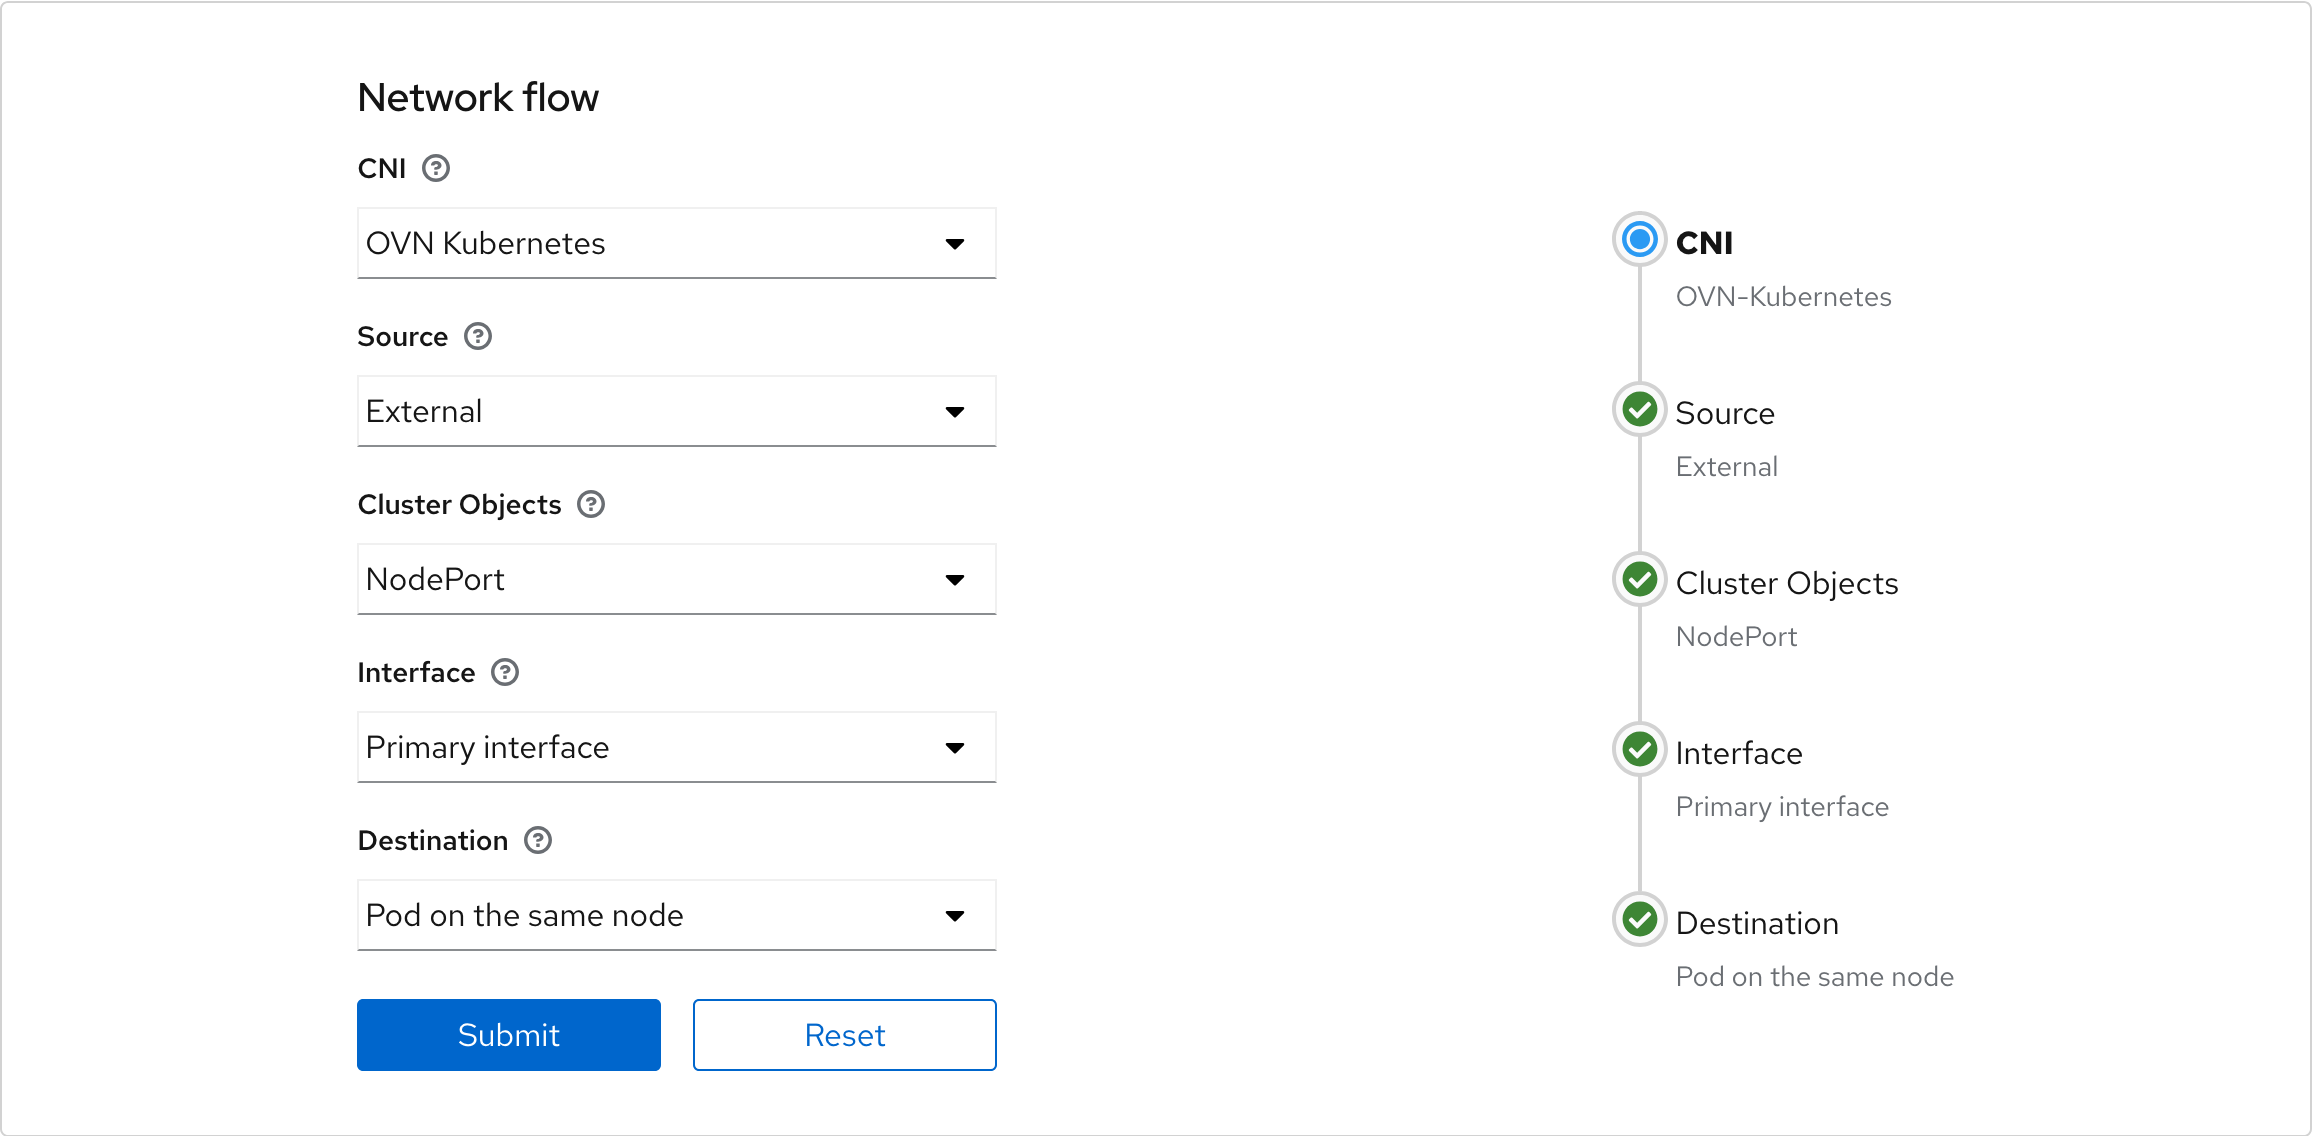 Network flow
CNI
OVN Kubernetes
Source
External
Cluster Objects
NodePort
Interface
Primary interface
Destination
Pod on the same node
Submit
Reset
CNI
OVN-Kubernetes
Source
External
Cluster Objects
NodePort
Interface
Primary interface
Destination
Pod on the same node